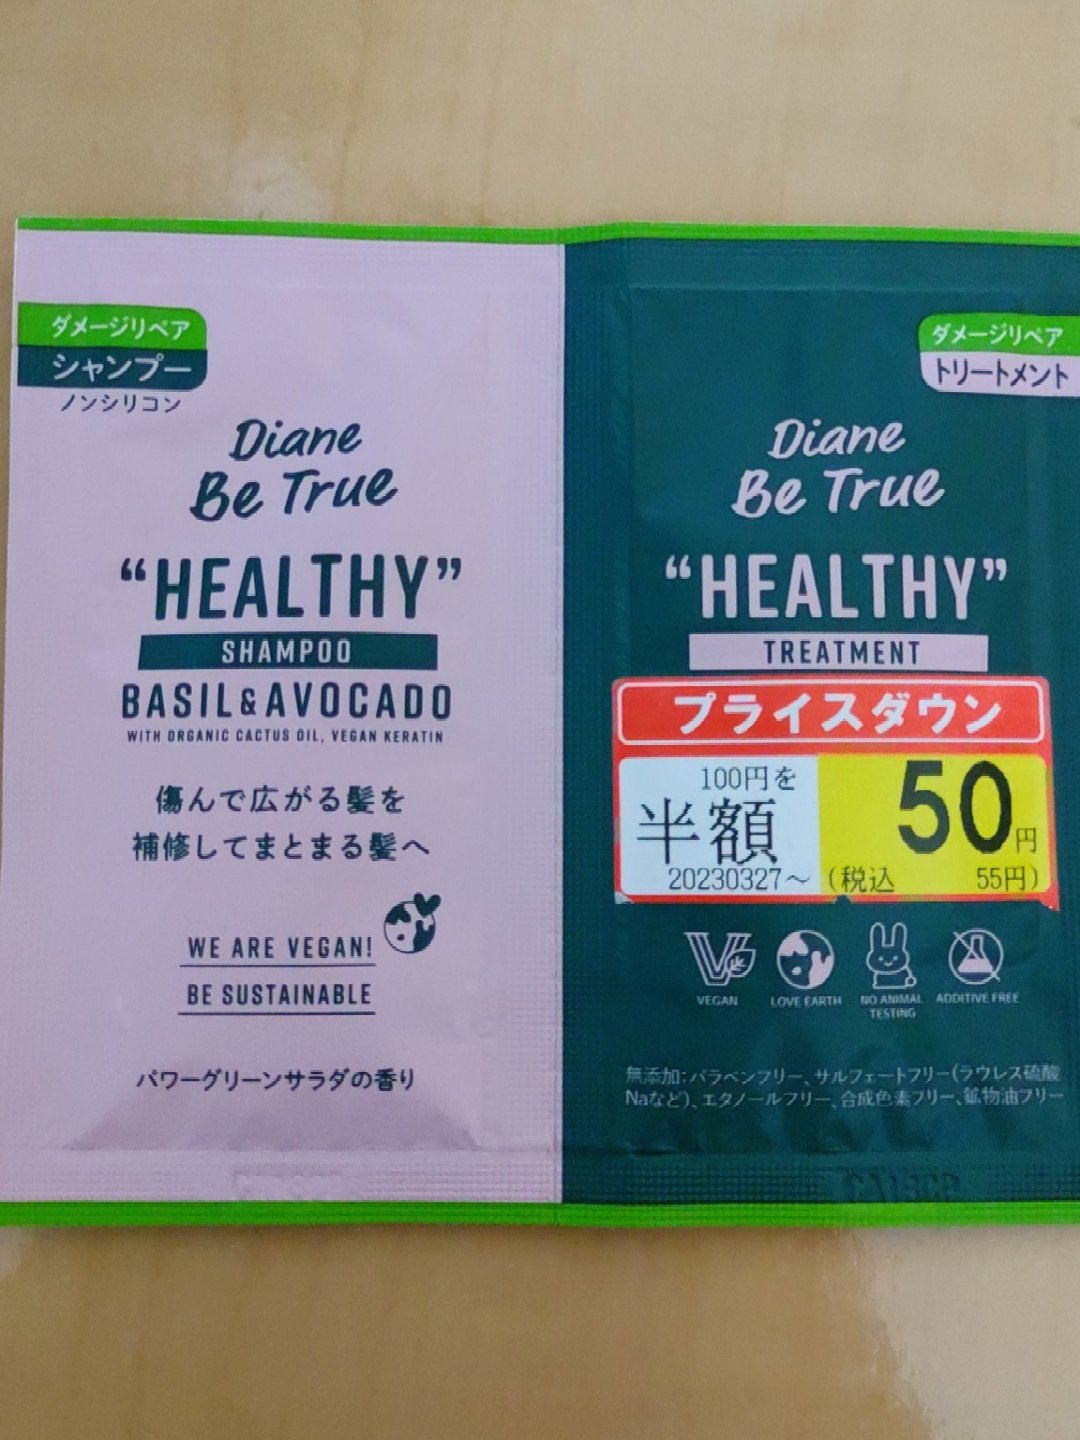 ダメージリペア
シャンプー
ノンシリコン
Diane
Be True
"HEALTHY"
SHAMPOO
BASIL&AVOCADO
WITH ORGANIC CACTUS OIL, VEGAN KERATIN
傷んで広がる髪を
補修してまとまる髪へ
WE ARE VEGAN!
BE SUSTAINABLE
パワーグリーンサラダの香り
ダメージリペア
トリートメント
Diane
Be True
"HEALTHY"
TREATMENT
プライスダウン
100円を
半額
20230327～
50円
(税込 55円)
VEGAN
LOVE EARTH
NO ANIMAL
TESTING
ADDITIVE FREE
無添加:パラベンフリー、サルフェートフリー(ラウレス硫酸
Naなど)、エタノールフリー、合成色素フリー、鉱物油フリー